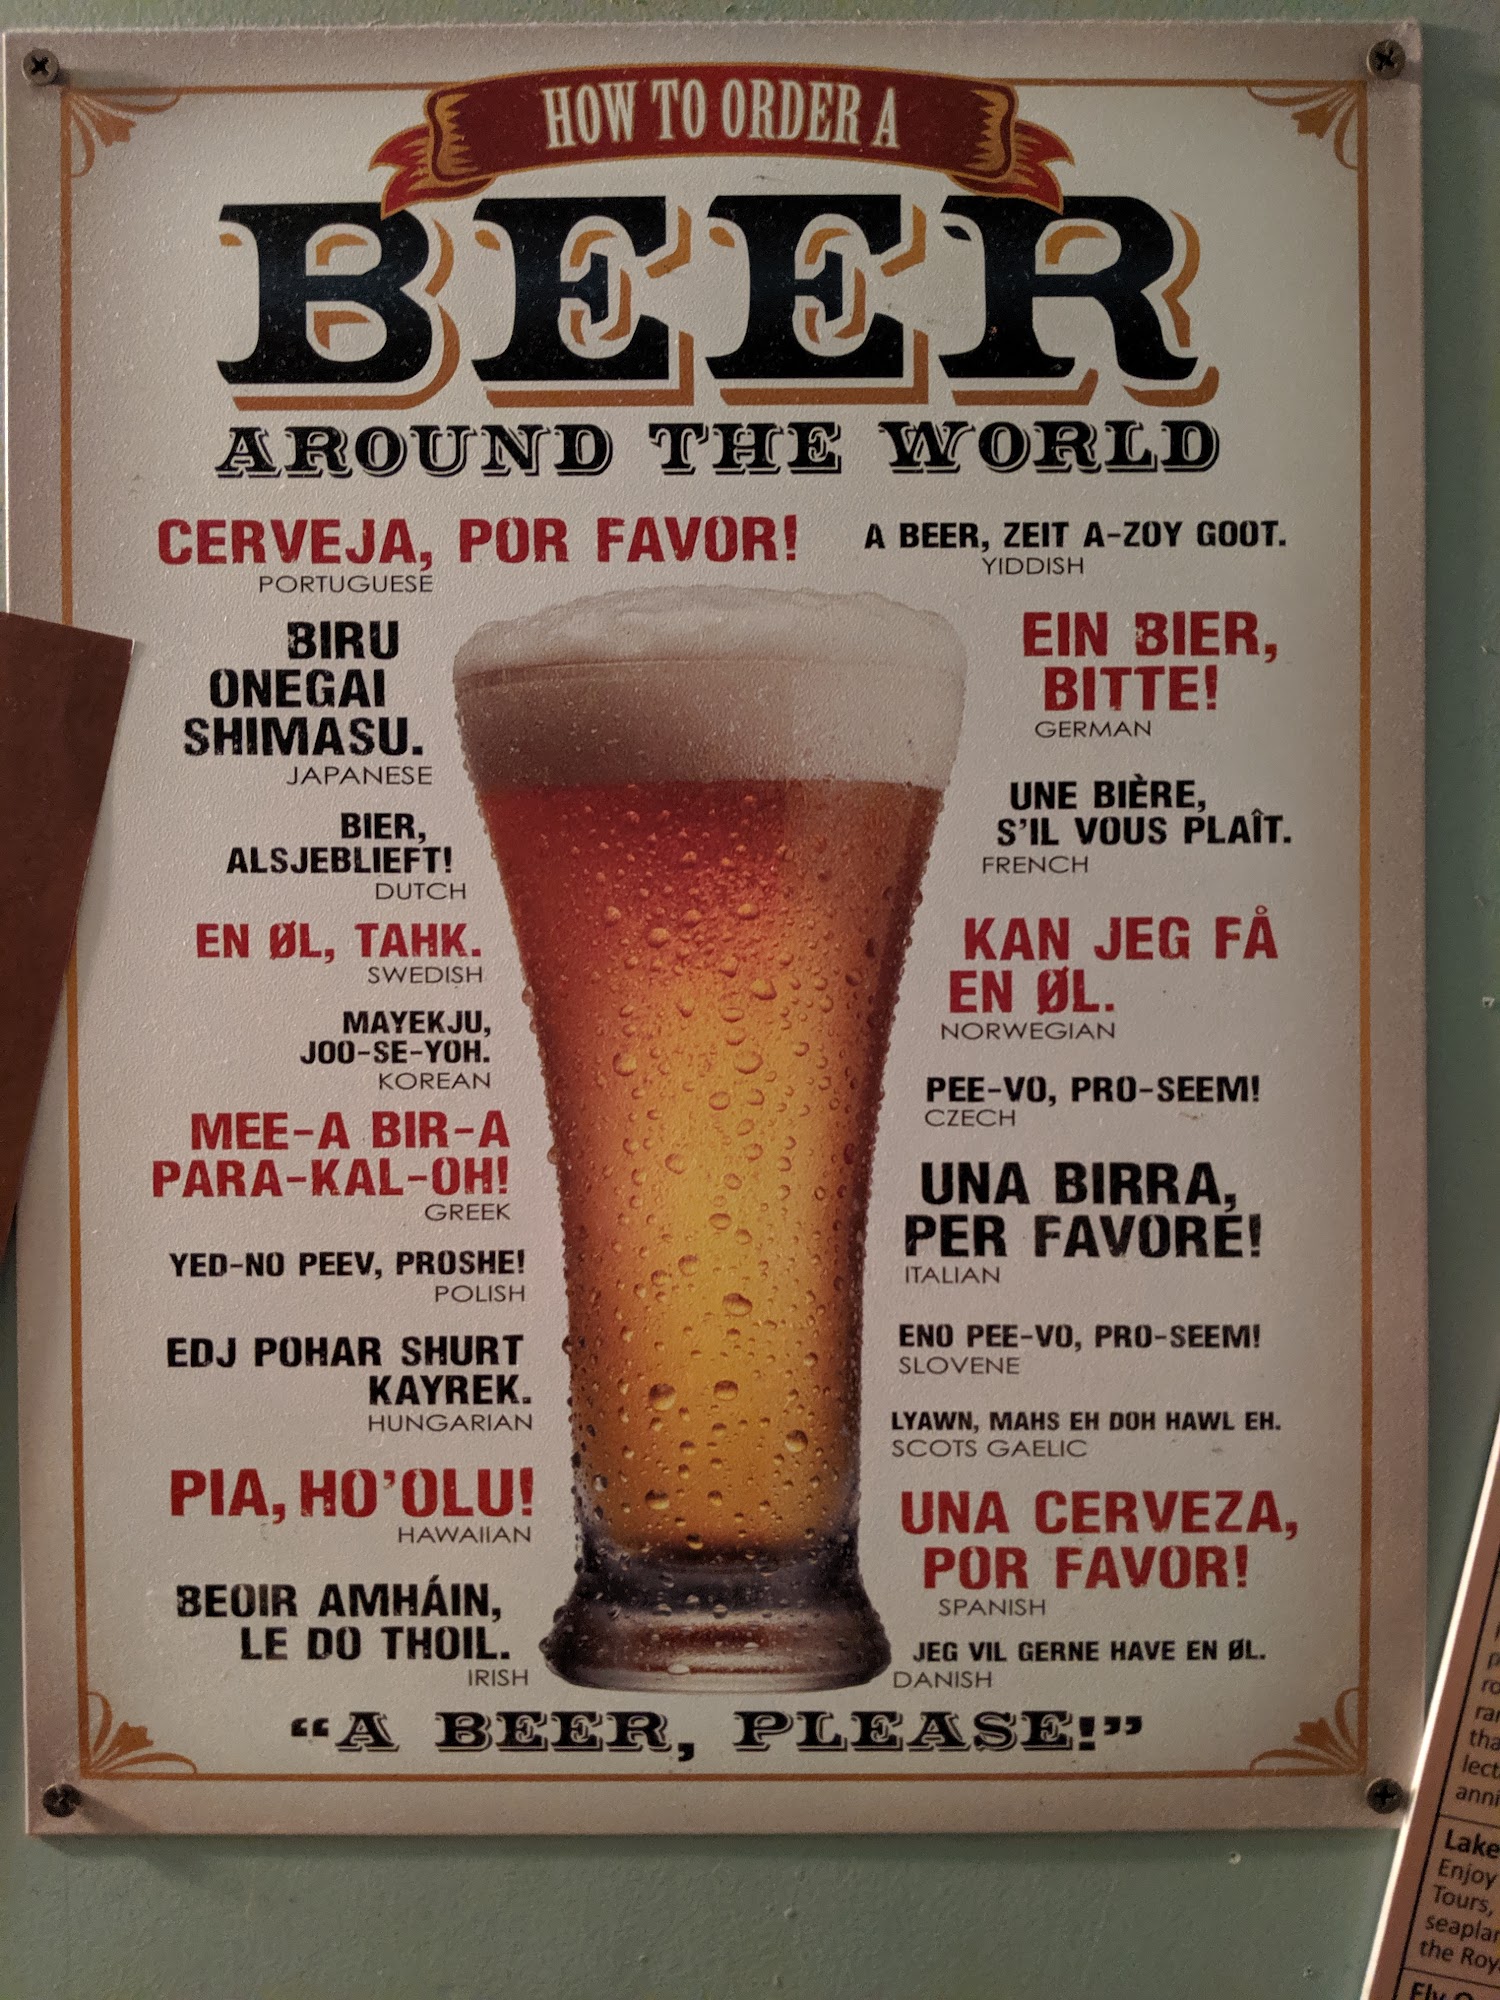 HOW TO ORDER A
BEER
AROUND THE WORLD
CERVEJA, POR FAVOR!
PORTUGUESE
BIRU
ONEGAI
SHIMASU.
JAPANESE
BIER,
ALSJEBLIEFT!
DUTCH
EN ØL, TAHK.
SWEDISH
MAYEKJU,
JOO-SE-YOH.
KOREAN
MEE-A BIR-A
PARA-KAL-OH!
GREEK
YED-NO PEEV, PROSHE!
POLISH
EDJ POHAR SHURT
KAYREK.
HUNGARIAN
PIA, HO'OLU!
HAWAIIAN
BEOIR AMHÁIN,
LE DO THOIL.
IRISH
A BEER, ZEIT A-ZOY GOOT.
YIDDISH
EIN BIER,
BITTE!
GERMAN
UNE BIÈRE,
S'IL VOUS PLAÎT.
FRENCH
KAN JEG FÅ
EN ØL.
NORWEGIAN
PEE-VO, PRO-SEEM!
CZECH
UNA BIRRA,
PER FAVORE!
ITALIAN
ENO PEE-VO, PRO-SEEM!
SLOVENE
LYAWN, MAHS EH DOH HAWL EH.
SCOTS GAELIC
UNA CERVEZA,
POR FAVOR!
SPANISH
JEG VIL GERNE HAVE EN ØL.
DANISH
"A BEER, PLEASE!"
Lake
Enjoy
Tours,
the